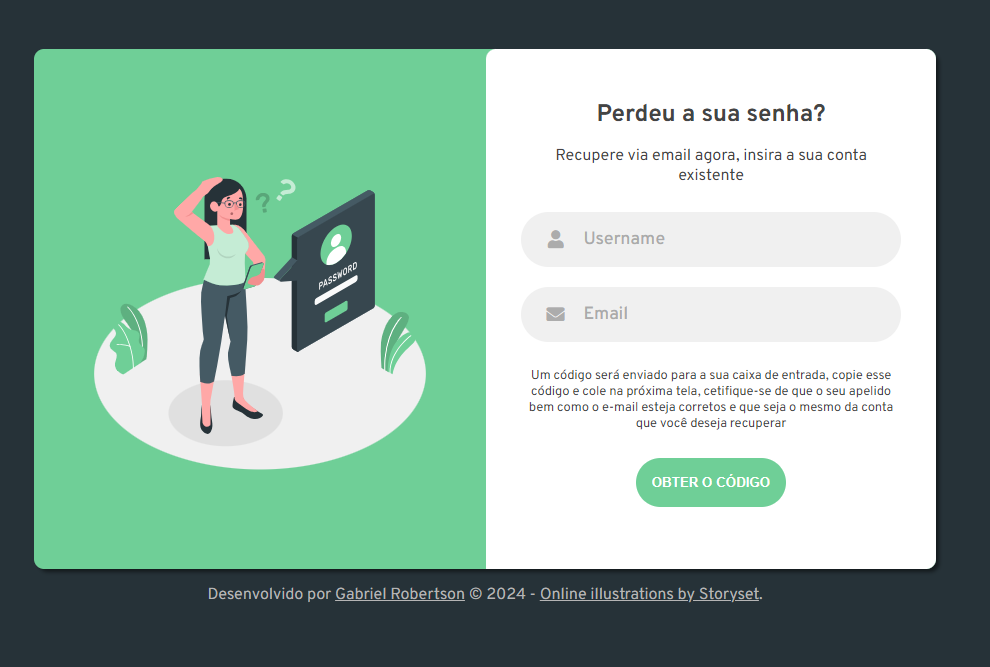 Perdeu a sua senha?
Recupere via email agora, insira a sua conta
existente
? ?
PASSWORD
Username
Email
Um código será enviado para a sua caixa de entrada, copie esse
código e cole na próxima tela, cetifique-se de que o seu apelido
bem como o e-mail esteja corretos e que seja o mesmo da conta
que você deseja recuperar
OBTER O CÓDIGO
Desenvolvido por Gabriel Robertson © 2024 - Online illustrations by Storyset.